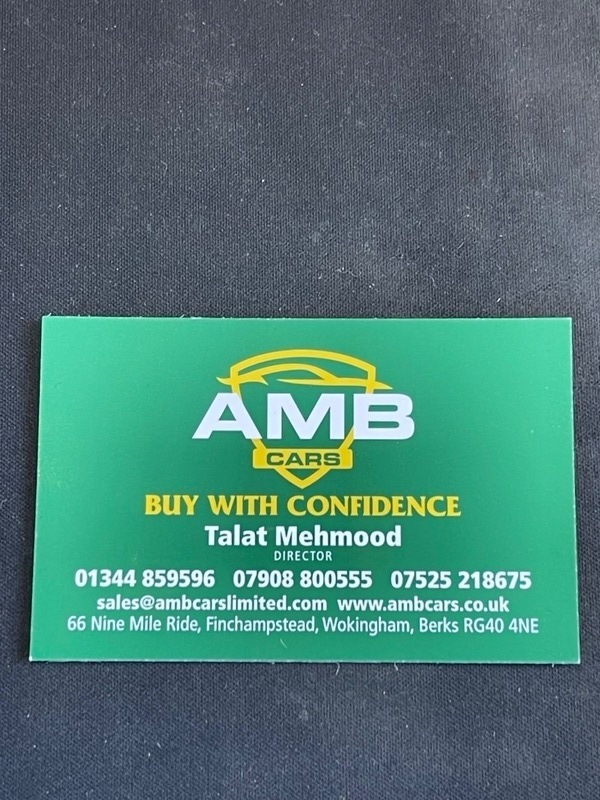 AMB
CARS
BUY WITH CONFIDENCE
Talat Mehmood
DIRECTOR
01344 859596 07908 800555 07525 218675
sales@ambcarslimited.com www.ambcars.co.uk
66 Nine Mile Ride, Finchampstead, Wokingham, Berks RG40 4NE